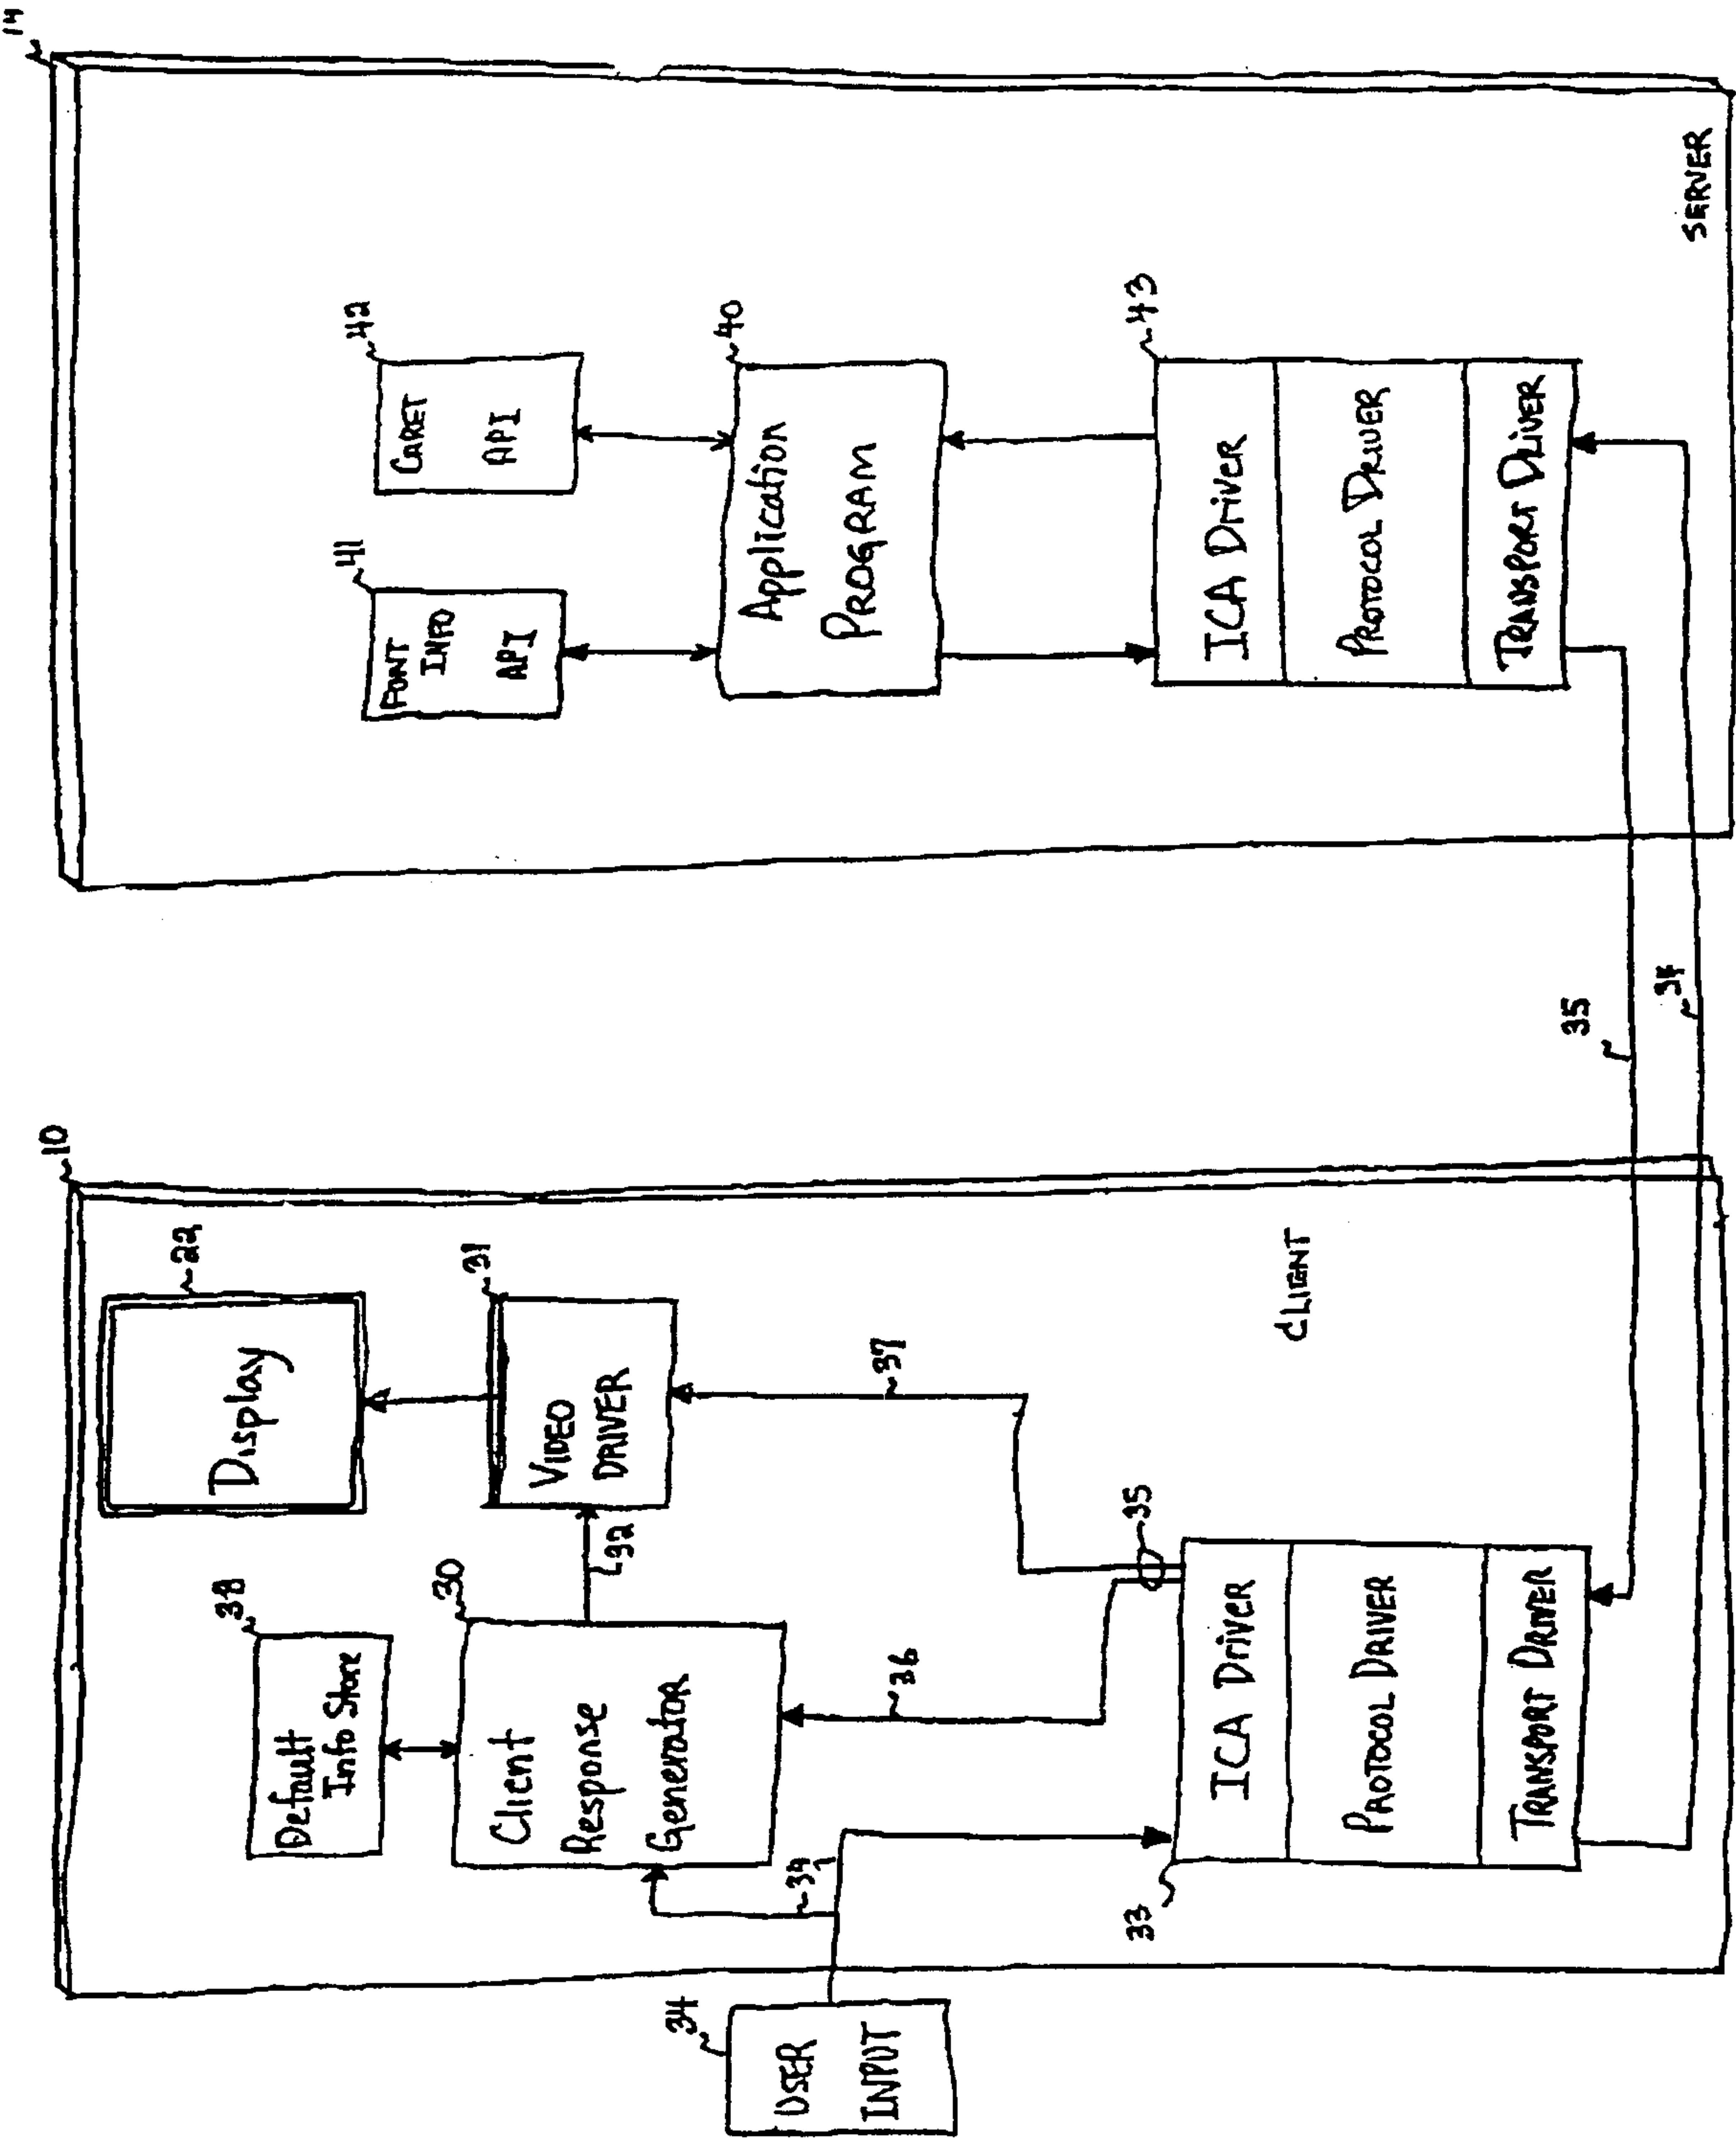 10
14
Display
22
Default
Info Store
38
Client
Response
Generator
30
32
VIDEO
DRIVER
31
USER
INPUT
34
34
36
37
35
33
ICA Driver
PROTOCOL DRIVER
TRANSPORT DRIVER
CLIENT
35
34
FONT
INFO
API
41
CARET
API
42
Application
PROGRAM
40
ICA Driver
PROTOCOL DRIVER
TRANSPORT DRIVER
43
SERVER